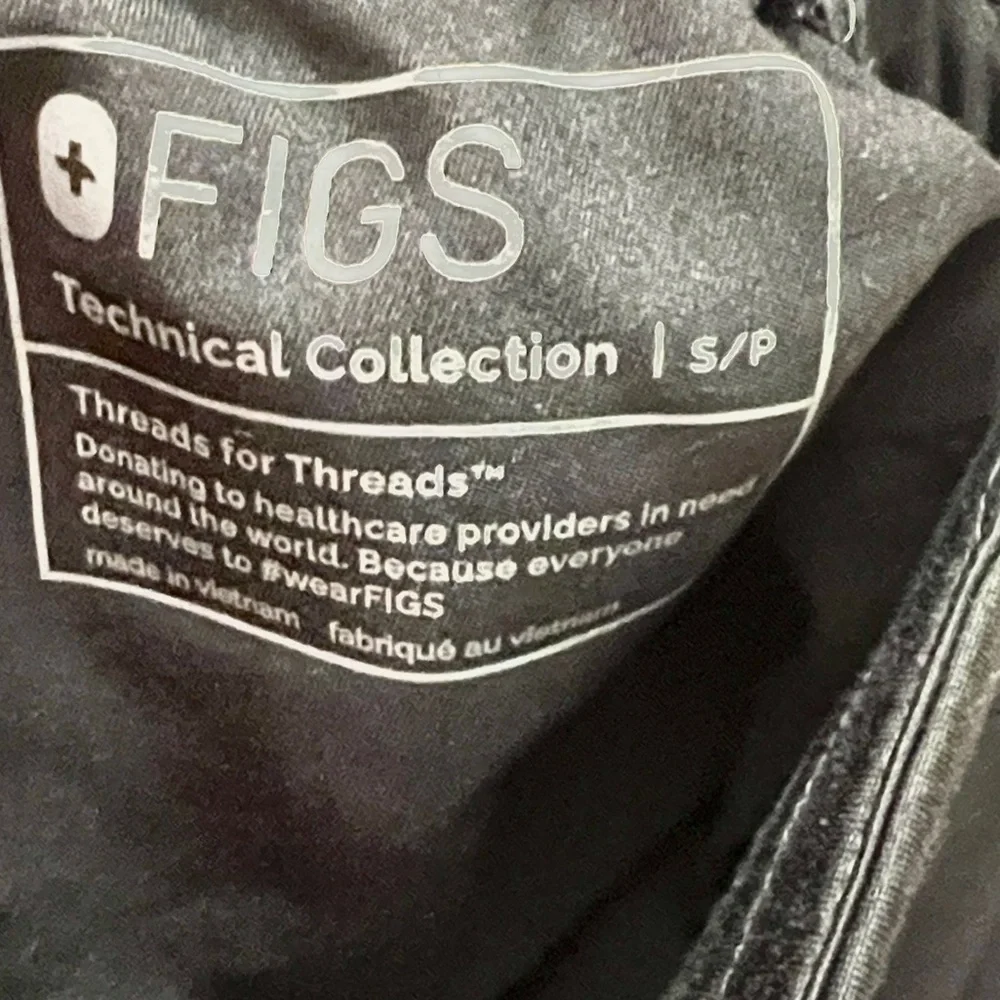 FIGS
Technical Collection | S/P
Threads for Threads™
Donating to healthcare providers in need
around the world. Because everyone
deserves to #wearFIGS
made in vietnam fabriqué au vietnam